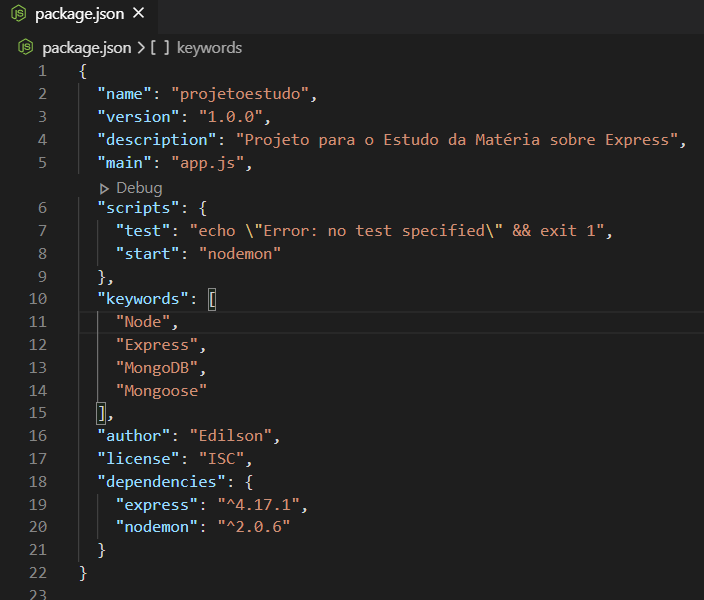 package.json
package.json > [ ] keywords
1 {
2 "name": "projetoestudo",
3 "version": "1.0.0",
4 "description": "Projeto para o Estudo da Matéria sobre Express",
5 "main": "app.js",
Debug
6 "scripts": {
7 "test": "echo \"Error: no test specified\" && exit 1",
8 "start": "nodemon"
9 },
10 "keywords": [
11 "Node",
12 "Express",
13 "MongoDB",
14 "Mongoose"
15 ],
16 "author": "Edilson",
17 "license": "ISC",
18 "dependencies": {
19 "express": "^4.17.1",
20 "nodemon": "^2.0.6"
21 }
22 }
23